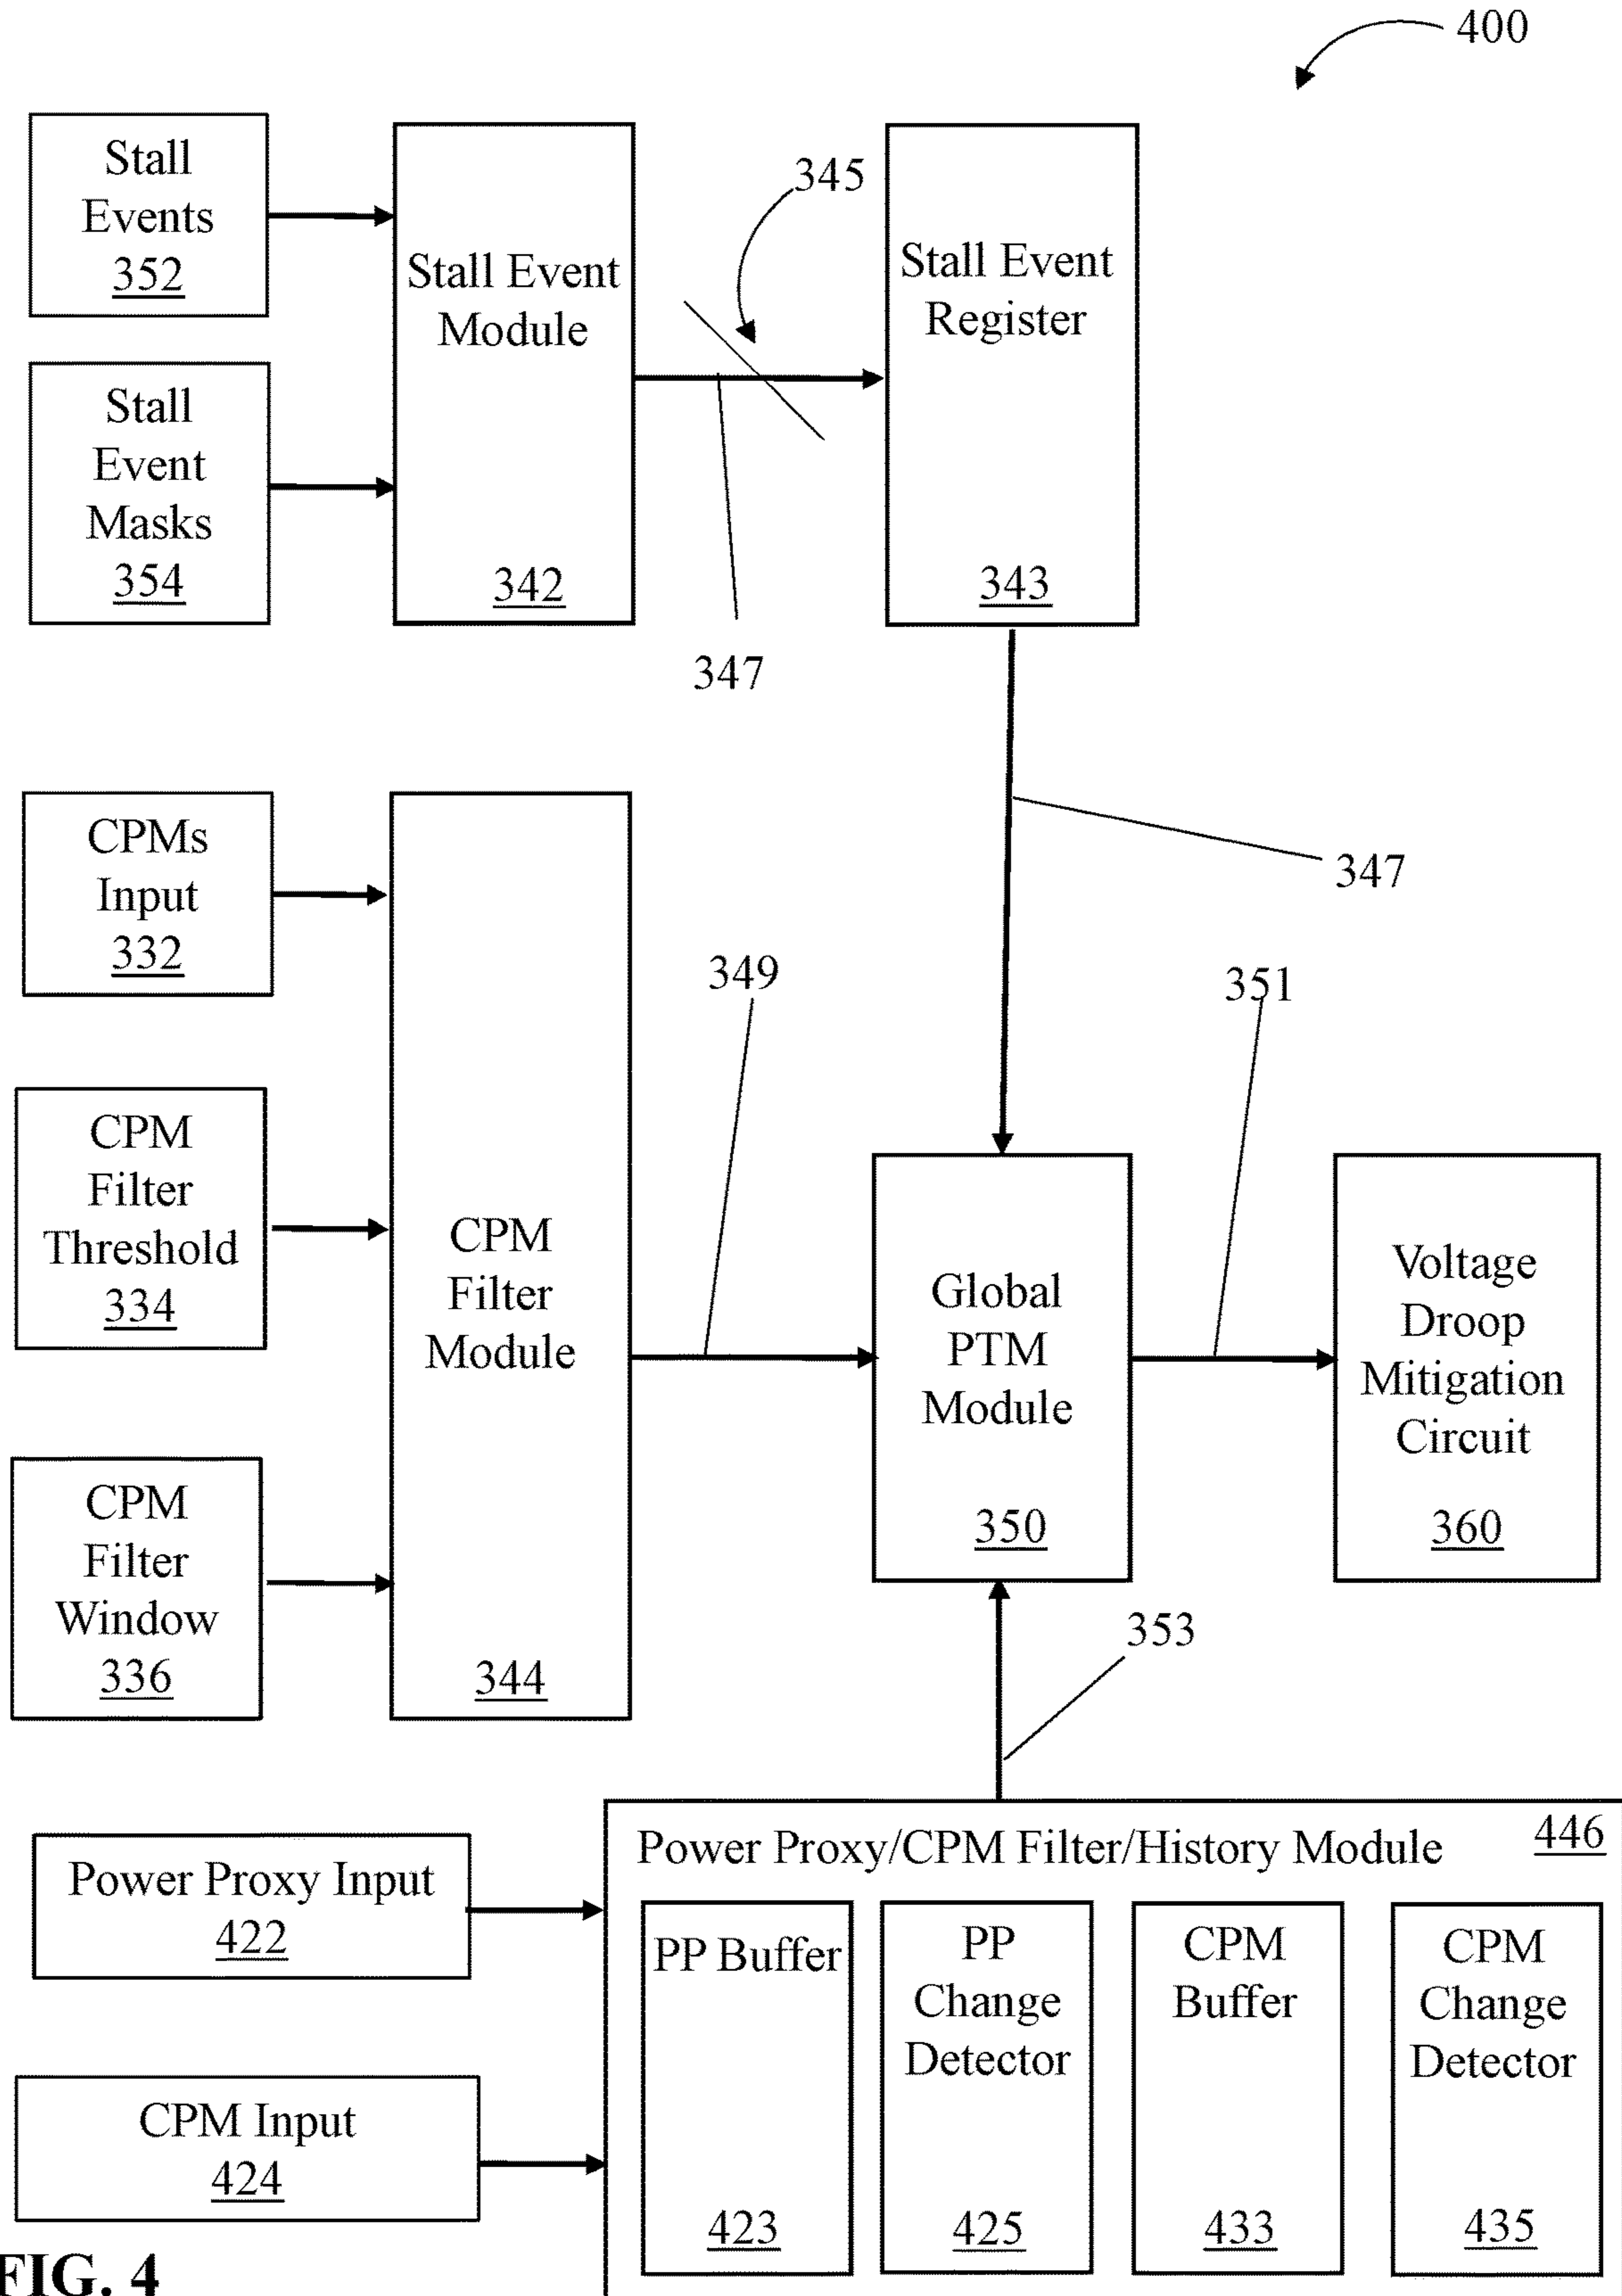 400
Stall
Events
352
Stall Event
Module
342
345
Stall Event
Register
343
Stall
Event
Masks
354
347
347
CPMs
Input
332
349
351
CPM
Filter
Threshold
334
CPM
Filter
Module
344
Global
PTM
Module
350
Voltage
Droop
Mitigation
Circuit
360
CPM
Filter
Window
336
353
Power Proxy Input
422
Power Proxy/CPM Filter/History Module
446
PP Buffer
423
PP
Change
Detector
425
CPM
Buffer
433
CPM
Change
Detector
435
CPM Input
424
FIG. 4